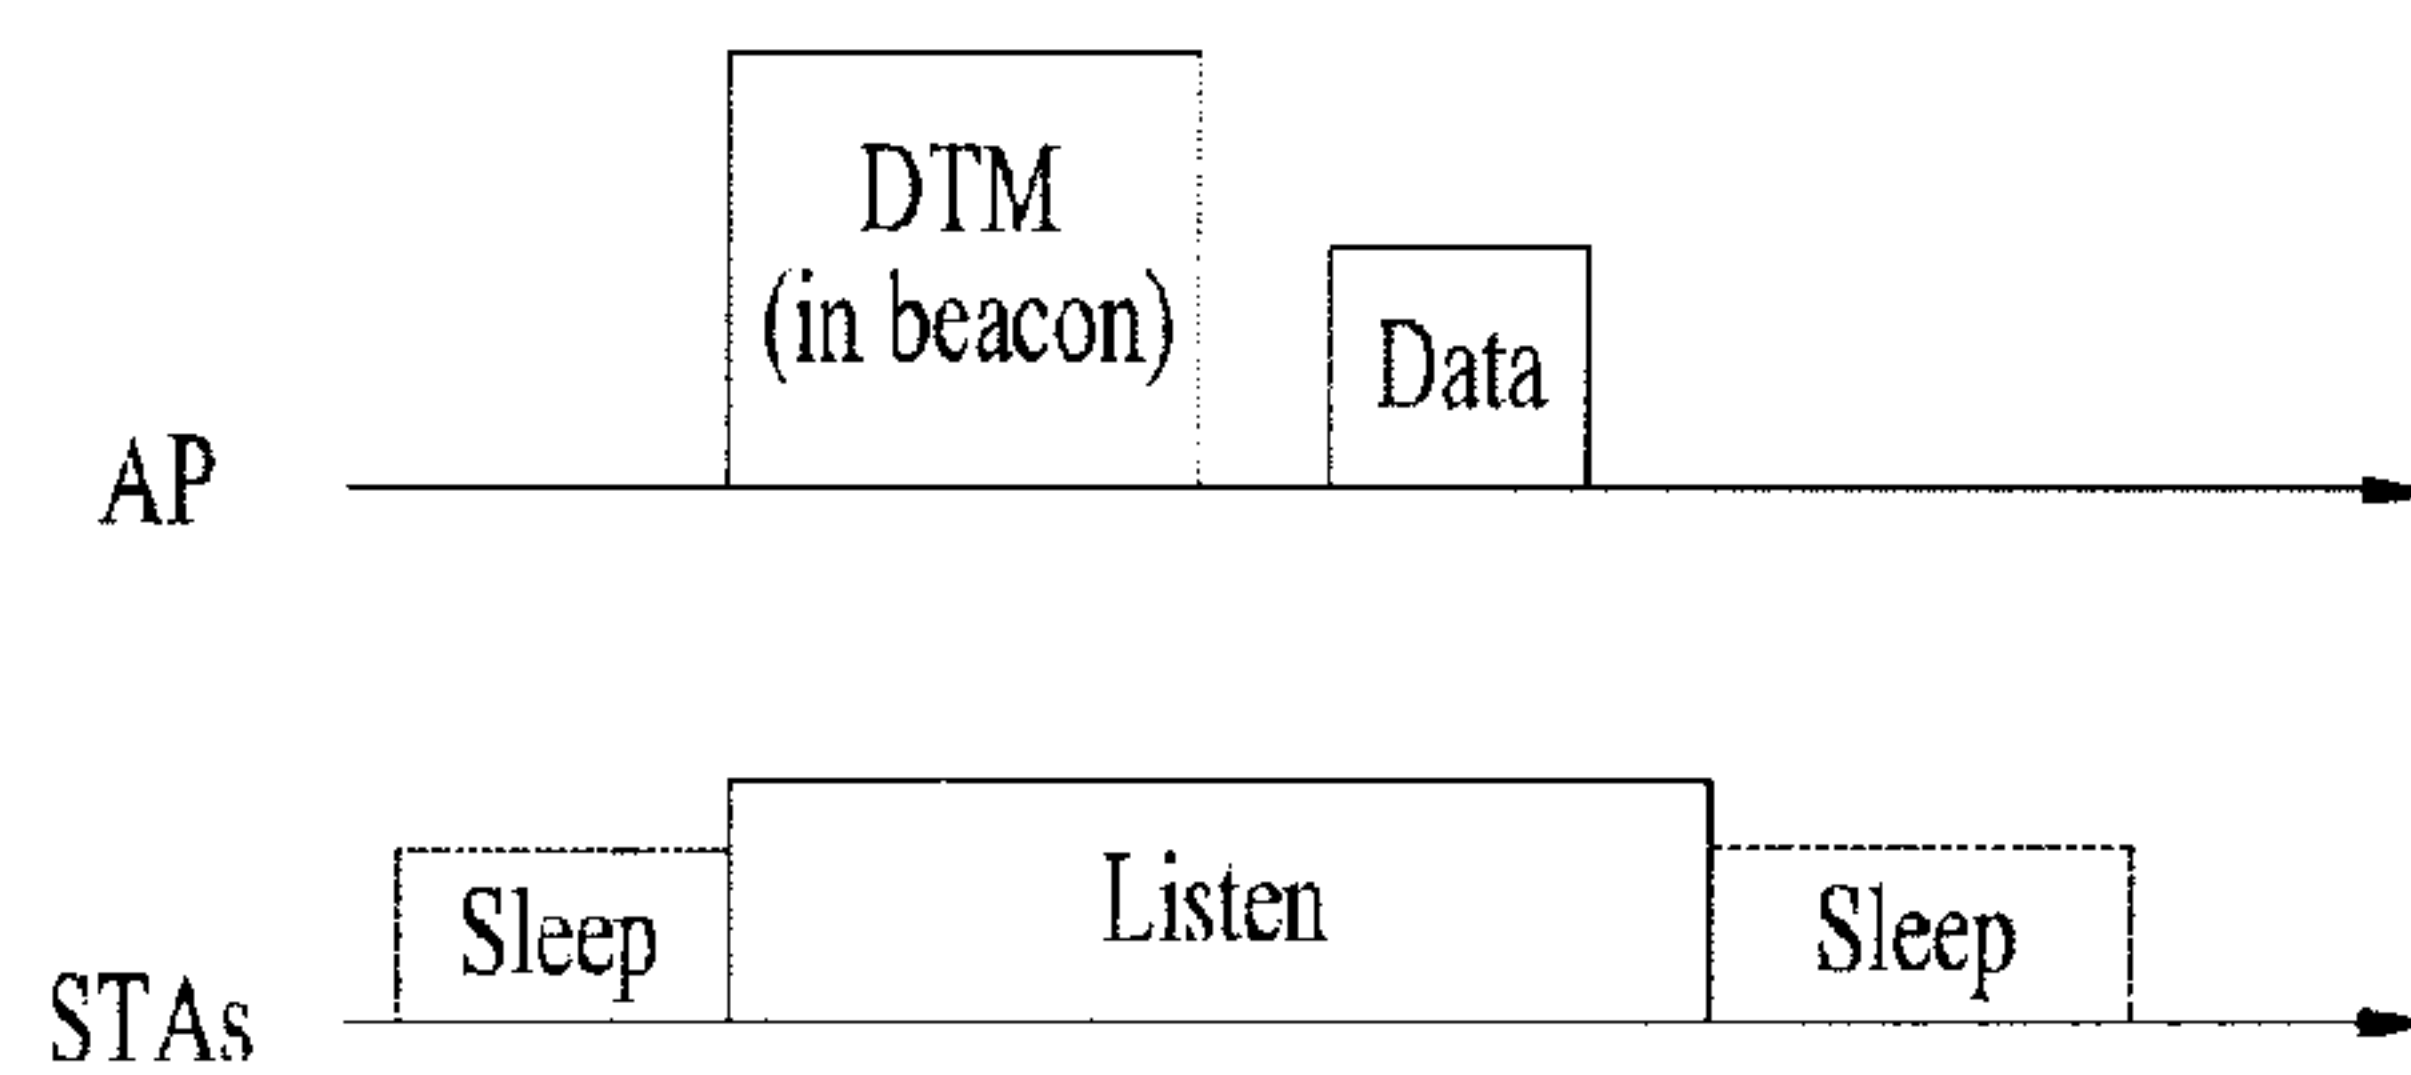 DTM
(in beacon)
Data
AP
Listen
Sleep
Sleep
STAs